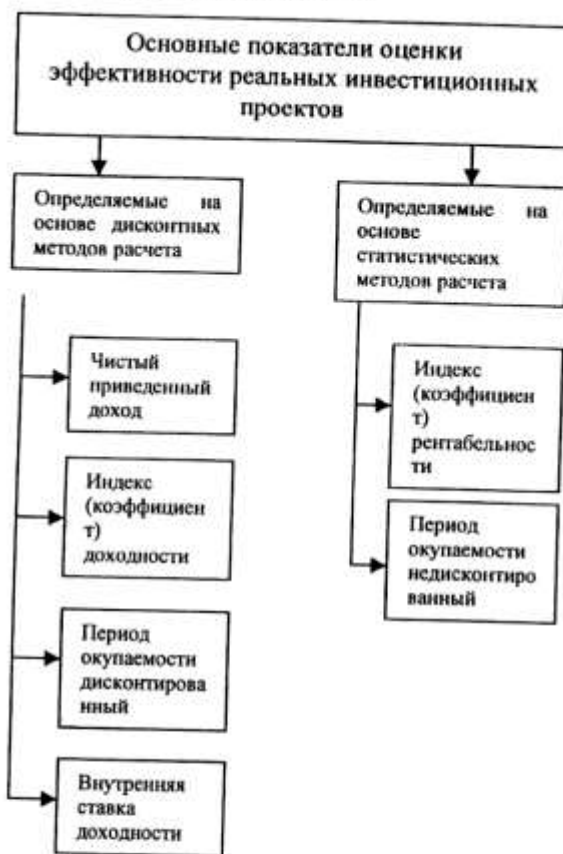 Основные показатели оценки
эффективности реальных инвестиционных
проектов
Определяемые на
основе дисконтных
методов расчета
Чистый
приведенный
доход
Индекс
(коэффициен
т)
доходности
Период
окупаемости
дисконтирова
нный
Внутренняя
ставка
доходности
Определяемые на
основе
статистических
методов расчета
Индекс
(коэффициен
т)
рентабельнос
ти
Период
окупаемости
недисконтиро
ванный